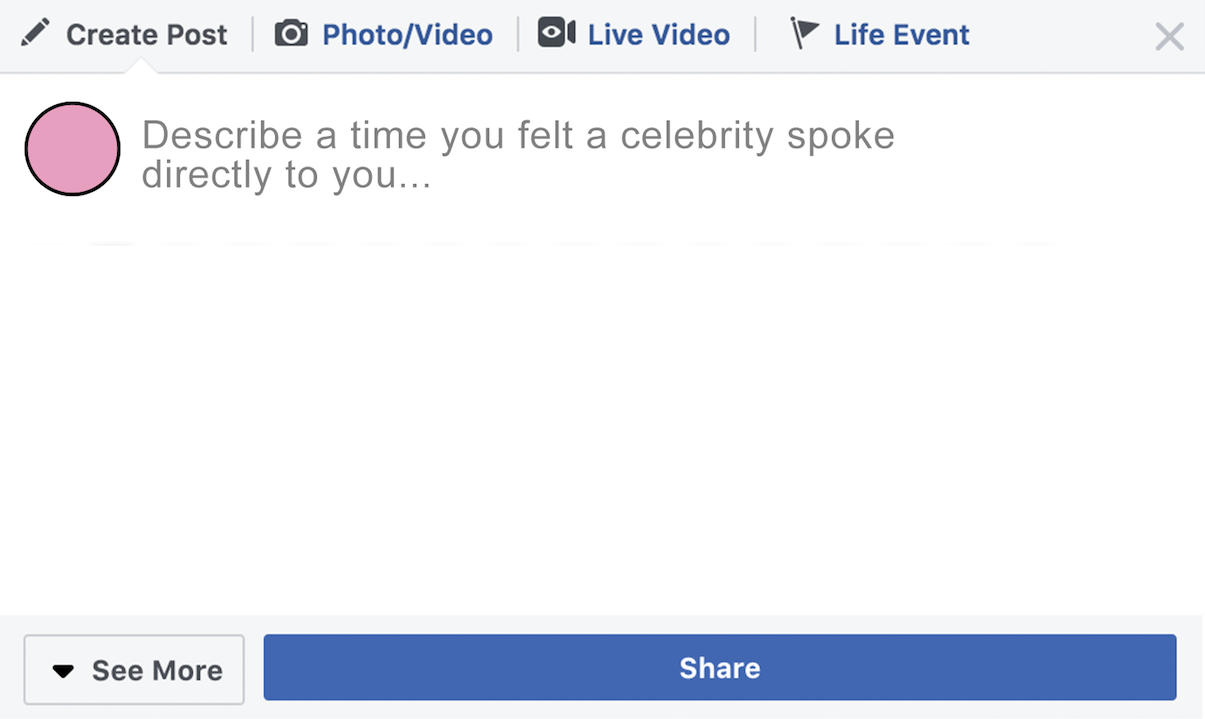 Create Post Photo/Video Live Video Life Event
Describe a time you felt a celebrity spoke
directly to you...
See More Share